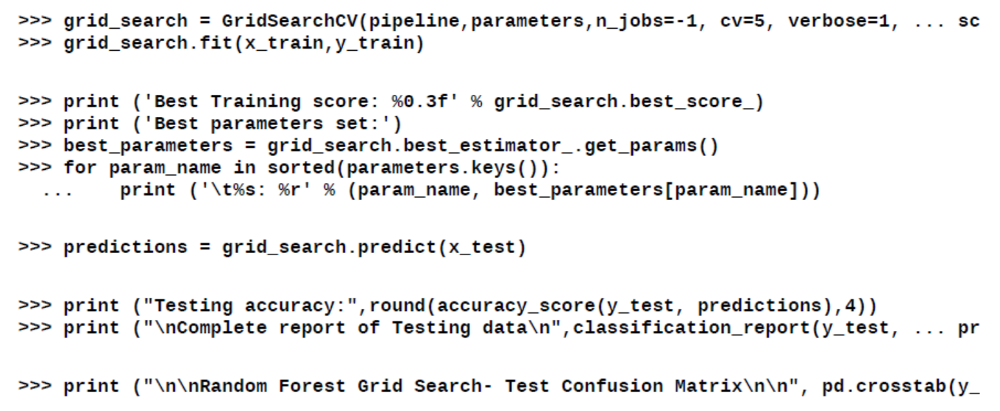 >>> grid_search = GridSearchCV(pipeline,parameters,n_jobs=-1, cv=5, verbose=1, ... sc
>>> grid_search.fit(x_train,y_train)
>>> print ('Best Training score: %0.3f' % grid_search.best_score_)
>>> print ('Best parameters set:')
>>> best_parameters = grid_search.best_estimator_.get_params()
>>> for param_name in sorted(parameters.keys()):
...    print ('\t%s: %r' % (param_name, best_parameters[param_name]))
>>> predictions = grid_search.predict(x_test)
>>> print ("Testing accuracy:",round(accuracy_score(y_test, predictions),4))
>>> print ("\nComplete report of Testing data\n",classification_report(y_test, ... pr
>>> print ("\n\nRandom Forest Grid Search- Test Confusion Matrix\n\n", pd.crosstab(y_